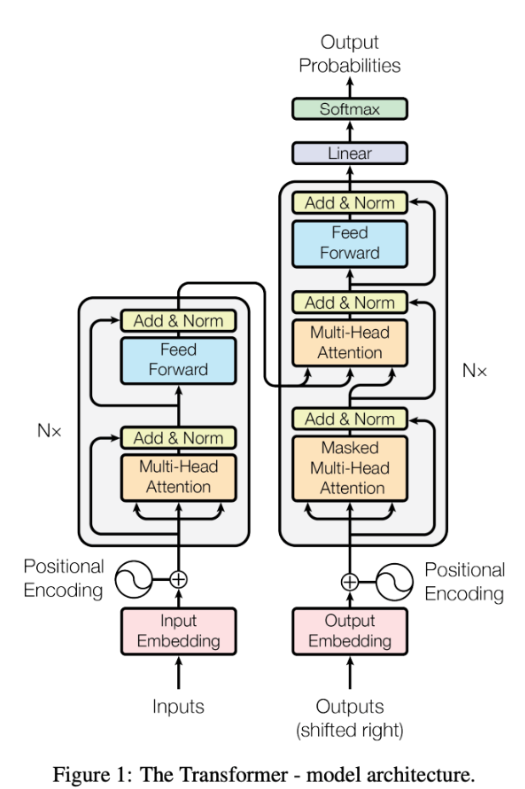 Output
Probabilities
Softmax
Linear
Add & Norm
Feed
Forward
Add & Norm
Multi-Head
Attention
Add & Norm
Masked
Multi-Head
Attention
N×
Add & Norm
Feed
Forward
N×
Add & Norm
Multi-Head
Attention
Positional
Encoding
Positional
Encoding
Input
Embedding
Output
Embedding
Inputs
Outputs
(shifted right)
Figure 1: The Transformer - model architecture.